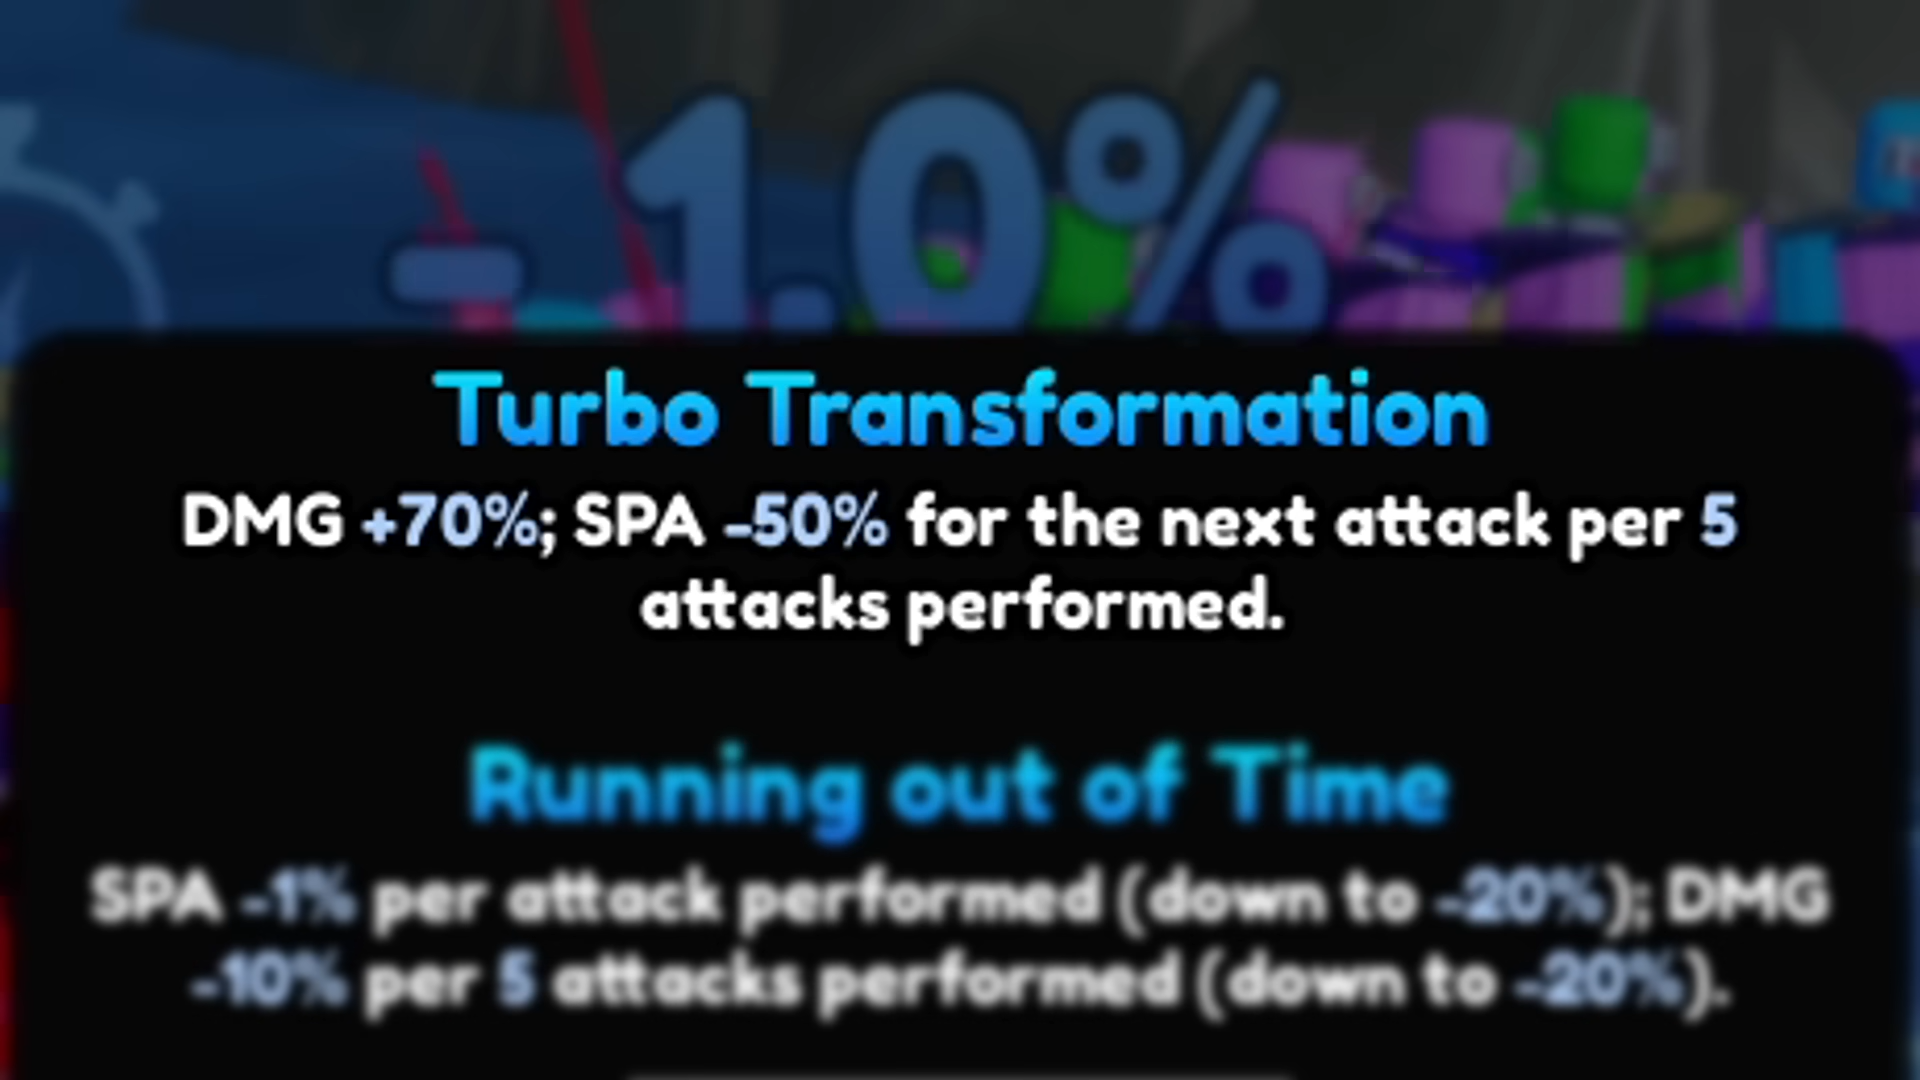 -1.0%
Turbo Transformation
DMG +70%; SPA -50% for the next attack per 5
attacks performed.
Running out of Time
SPA -1% per attack performed (down to -20%); DMG
-10% per 5 attacks performed (down to -20%).